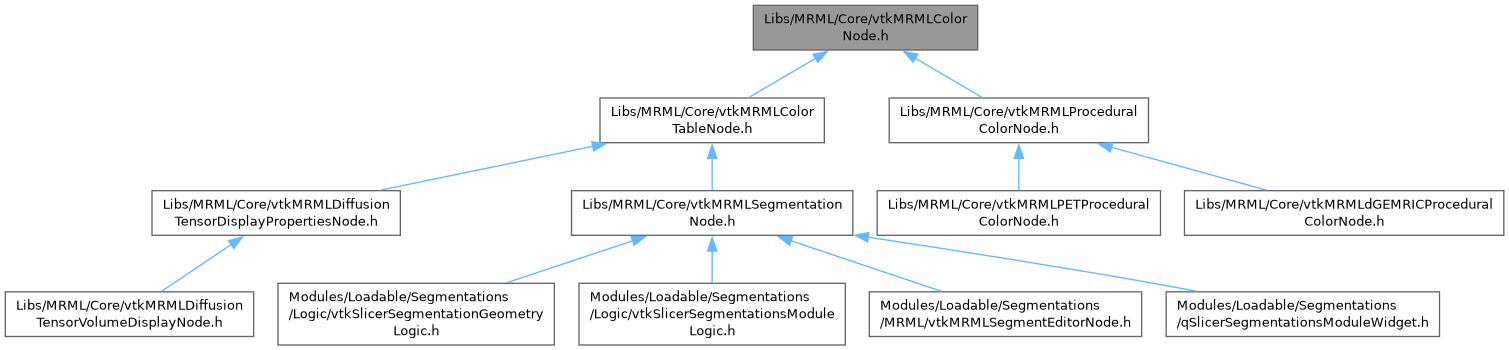 Libs/MRML/Core/vtkMRMLColor
Node.h
Libs/MRML/Core/vtkMRMLColor
TableNode.h
Libs/MRML/Core/vtkMRMLProcedural
ColorNode.h
Libs/MRML/Core/vtkMRMLDiffusion
TensorDisplayPropertiesNode.h
Libs/MRML/Core/vtkMRMLSegmentation
Node.h
Libs/MRML/Core/vtkMRMLPETProcedural
ColorNode.h
Libs/MRML/Core/vtkMRMLdGEMRICProcedural
ColorNode.h
Libs/MRML/Core/vtkMRMLDiffusion
TensorVolumeDisplayNode.h
Modules/Loadable/Segmentations
/Logic/vtkSlicerSegmentationGeometry
Logic.h
Modules/Loadable/Segmentations
/Logic/vtkSlicerSegmentationsModule
Logic.h
Modules/Loadable/Segmentations
/MRML/vtkMRMLSegmentEditorNode.h
Modules/Loadable/Segmentations
/qSlicerSegmentationsModuleWidget.h